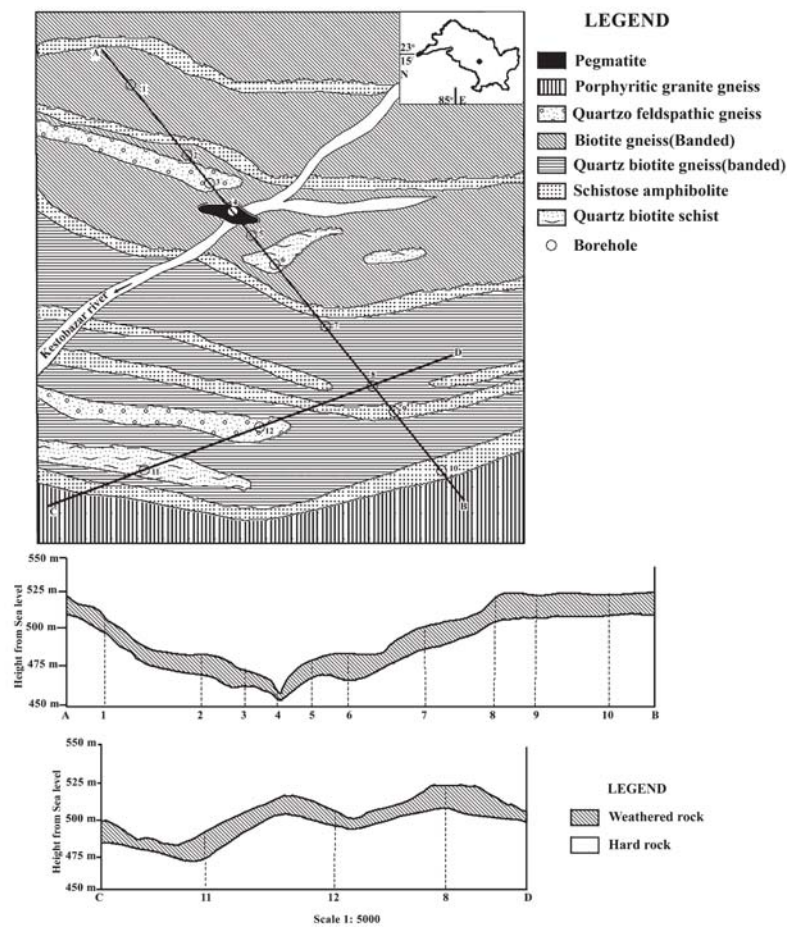 LEGEND
Pegmatite
Porphyritic granite gneiss
Quartzo feldspathic gneiss
Biotite gneiss(Banded)
Quartz biotite gneiss(banded)
Schistose amphibolite
Quartz biotite schist
Borehole
23°
15'
N
85° E
A
1
3
4
5
6
7
Kestobazar river
D
8
9
12
11
10
C
B
550 m
525 m
500 m
475 m
450 m
Height from Sea level
A 1 2 3 4 5 6 7 8 9 10 B
550 m
525 m
500 m
475 m
450 m
Height from Sea level
C 11 12 8 D
Scale 1: 5000
LEGEND
Weathered rock
Hard rock